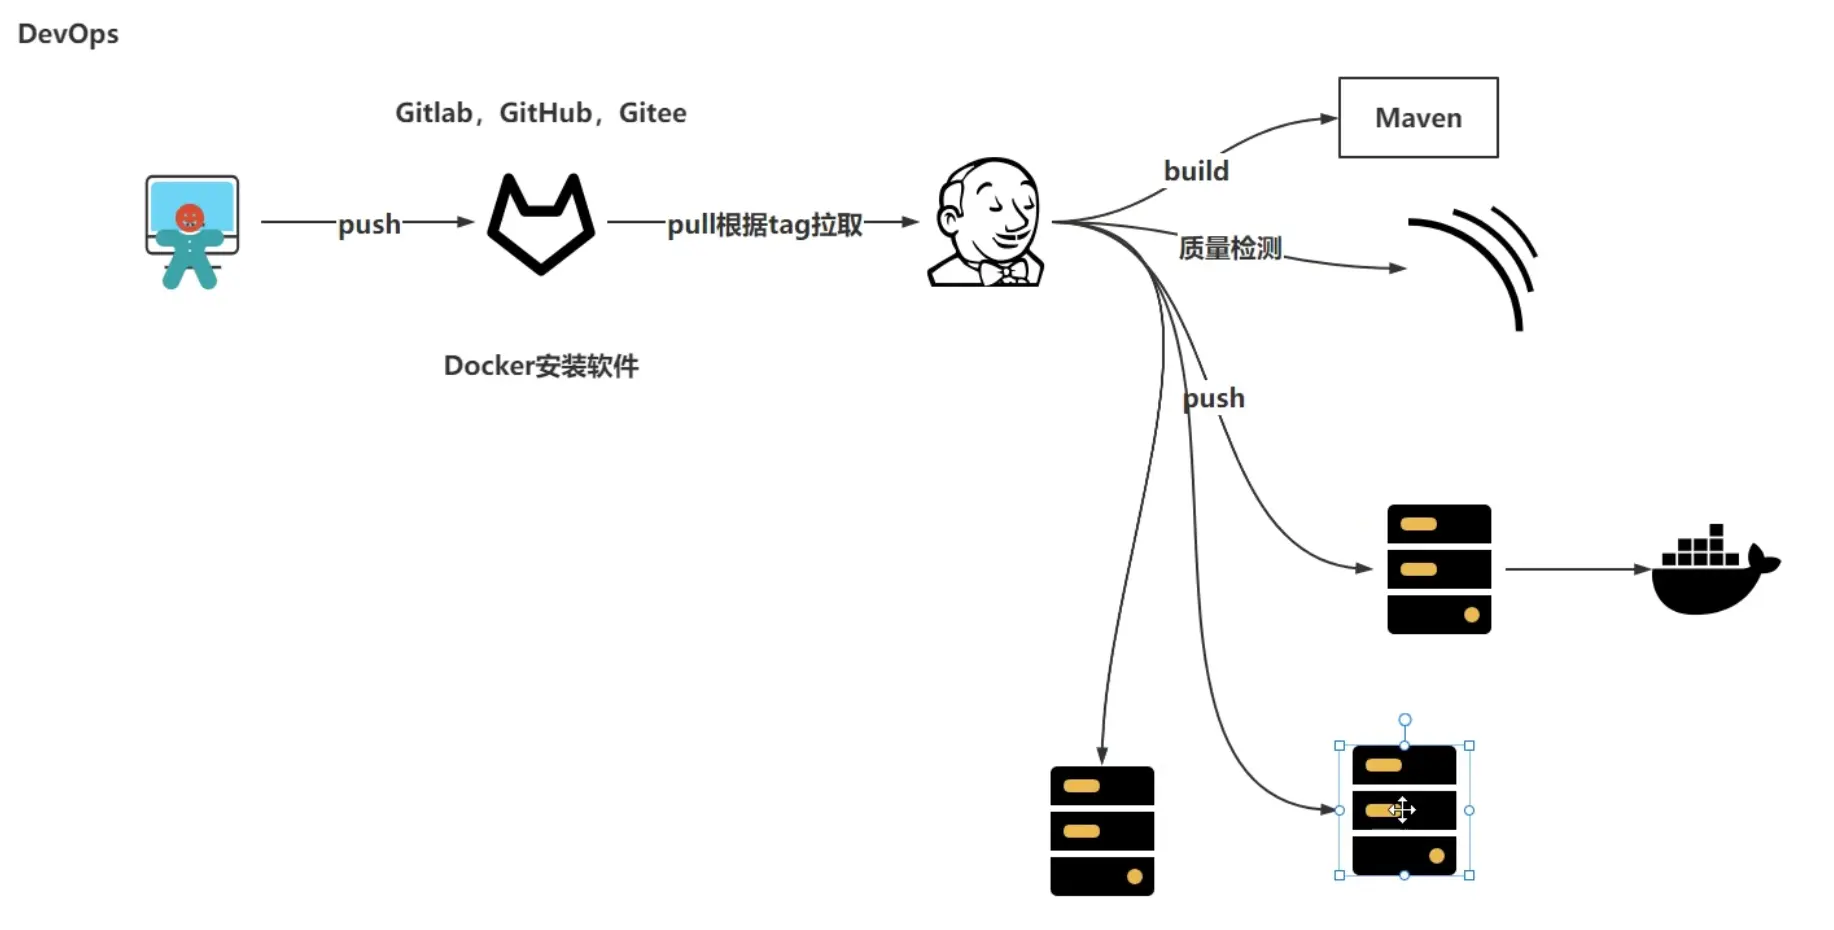 DevOps
Gitlab，GitHub，Gitee
Maven
build
push
pull根据tag拉取
质量检测
Docker安装软件
push